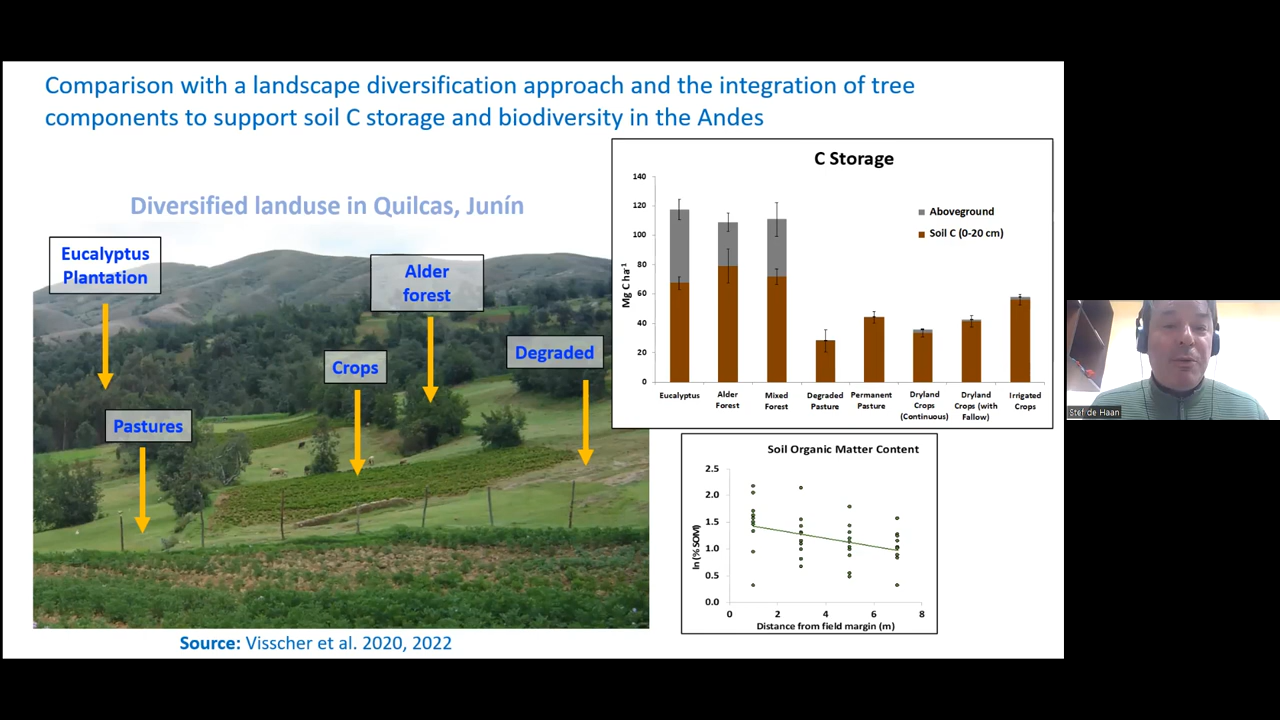 Comparison with a landscape diversification approach and the integration of tree
components to support soil C storage and biodiversity in the Andes
Diversified landuse in Quilcas, Junín
Eucalyptus
Plantation
Alder
forest
Crops
Degraded
Pastures
Source: Visscher et al. 2020, 2022
C Storage
Mg C ha-1
140
120
100
80
60
40
20
0
Aboveground
Soil C (0-20 cm)
Eucalyptus
Alder
Forest
Mixed
Forest
Degraded
Pasture
Permanent
Pasture
Dryland
Crops
(Continuous)
Dryland
Crops (with
Fallow)
Irrigated
Crops
Soil Organic Matter Content
ln (% SOM)
2.5
2.0
1.5
1.0
0.5
0.0
0 2 4 6 8
Distance from field margin (m)
Stef de Haan